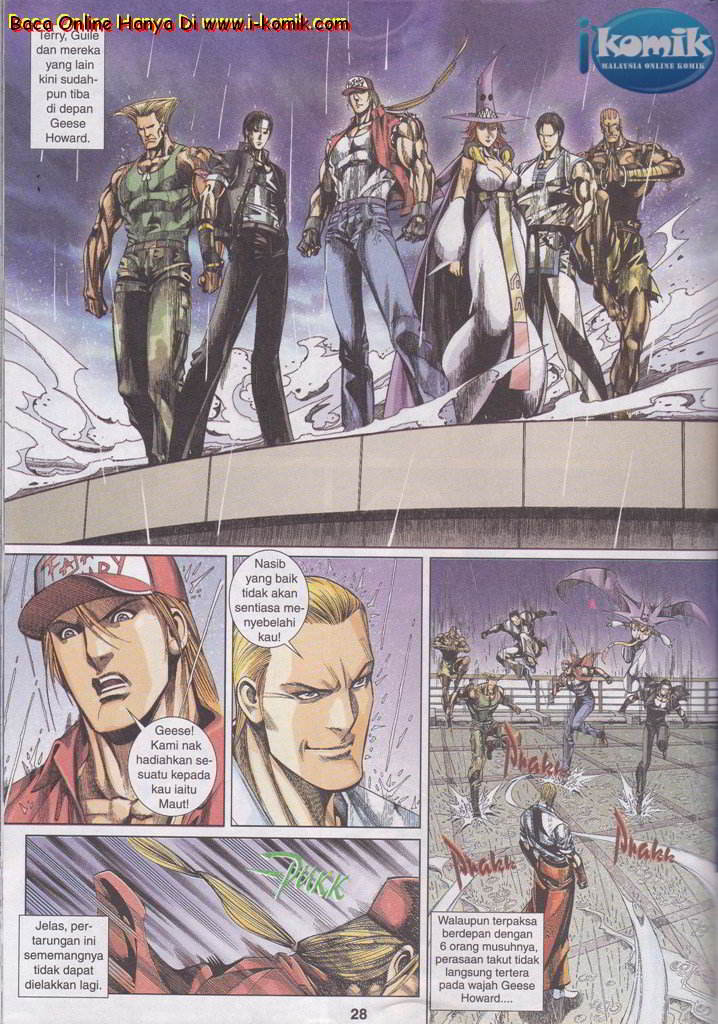 Baca Online Hanya Di www.i-komik.com
ikomik
MALAYSIA ONLINE KOMIK
Terry, Guile
dan mereka
yang lain
kini sudah-
pun tiba
di depan
Geese
Howard.
FATA
Geese!
Kami nak
hadiahkan se-
suatu kepada
kau iaitu
Maut!
Nasib
yang baik
tidak akan
sentiasa me-
nyebelahi
kau!
Phakk
Phakk
Phakk
Jelas, per-
tarungan ini
sememangnya
tidak dapat
dielakkan lagi.
Walaupun terpaksa
berdepan dengan
6 orang musuhnya,
perasaan takut tidak
langsung tertera
pada wajah Geese
Howard....
28